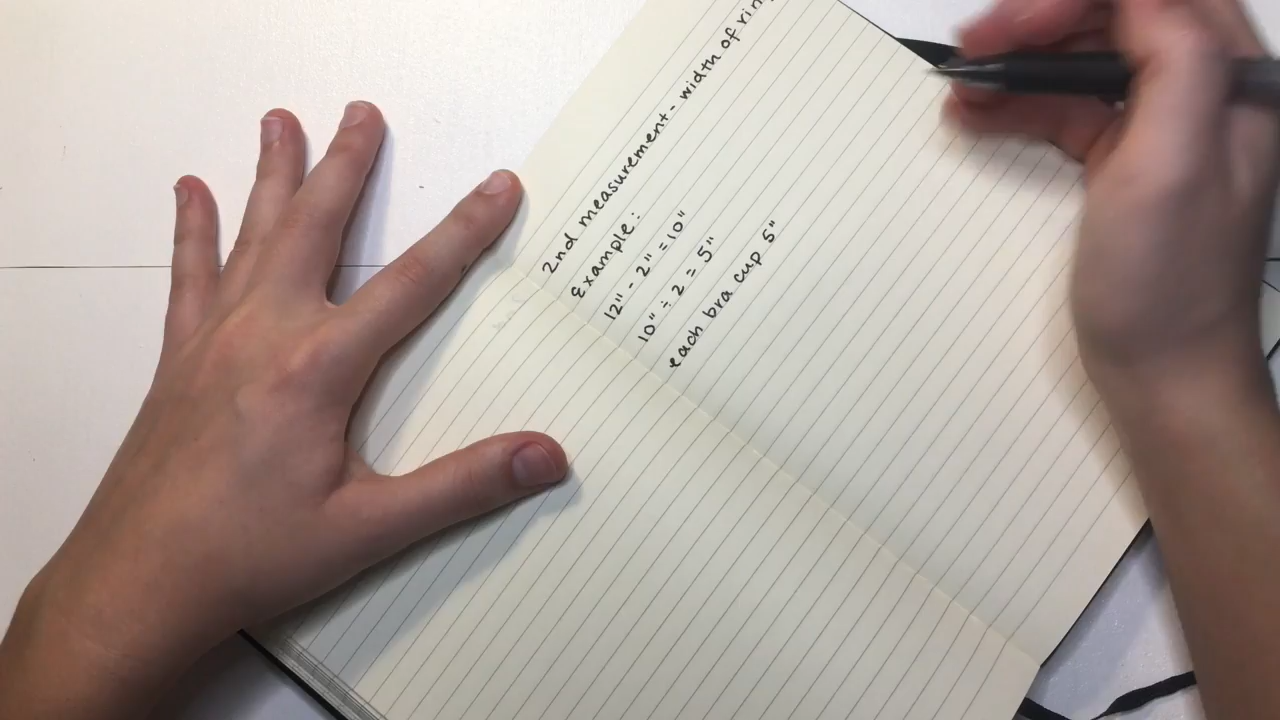 2nd measurement - width of
Example:
12" - 2" = 10"
10" ÷ 2 = 5"
each bra cup 5"